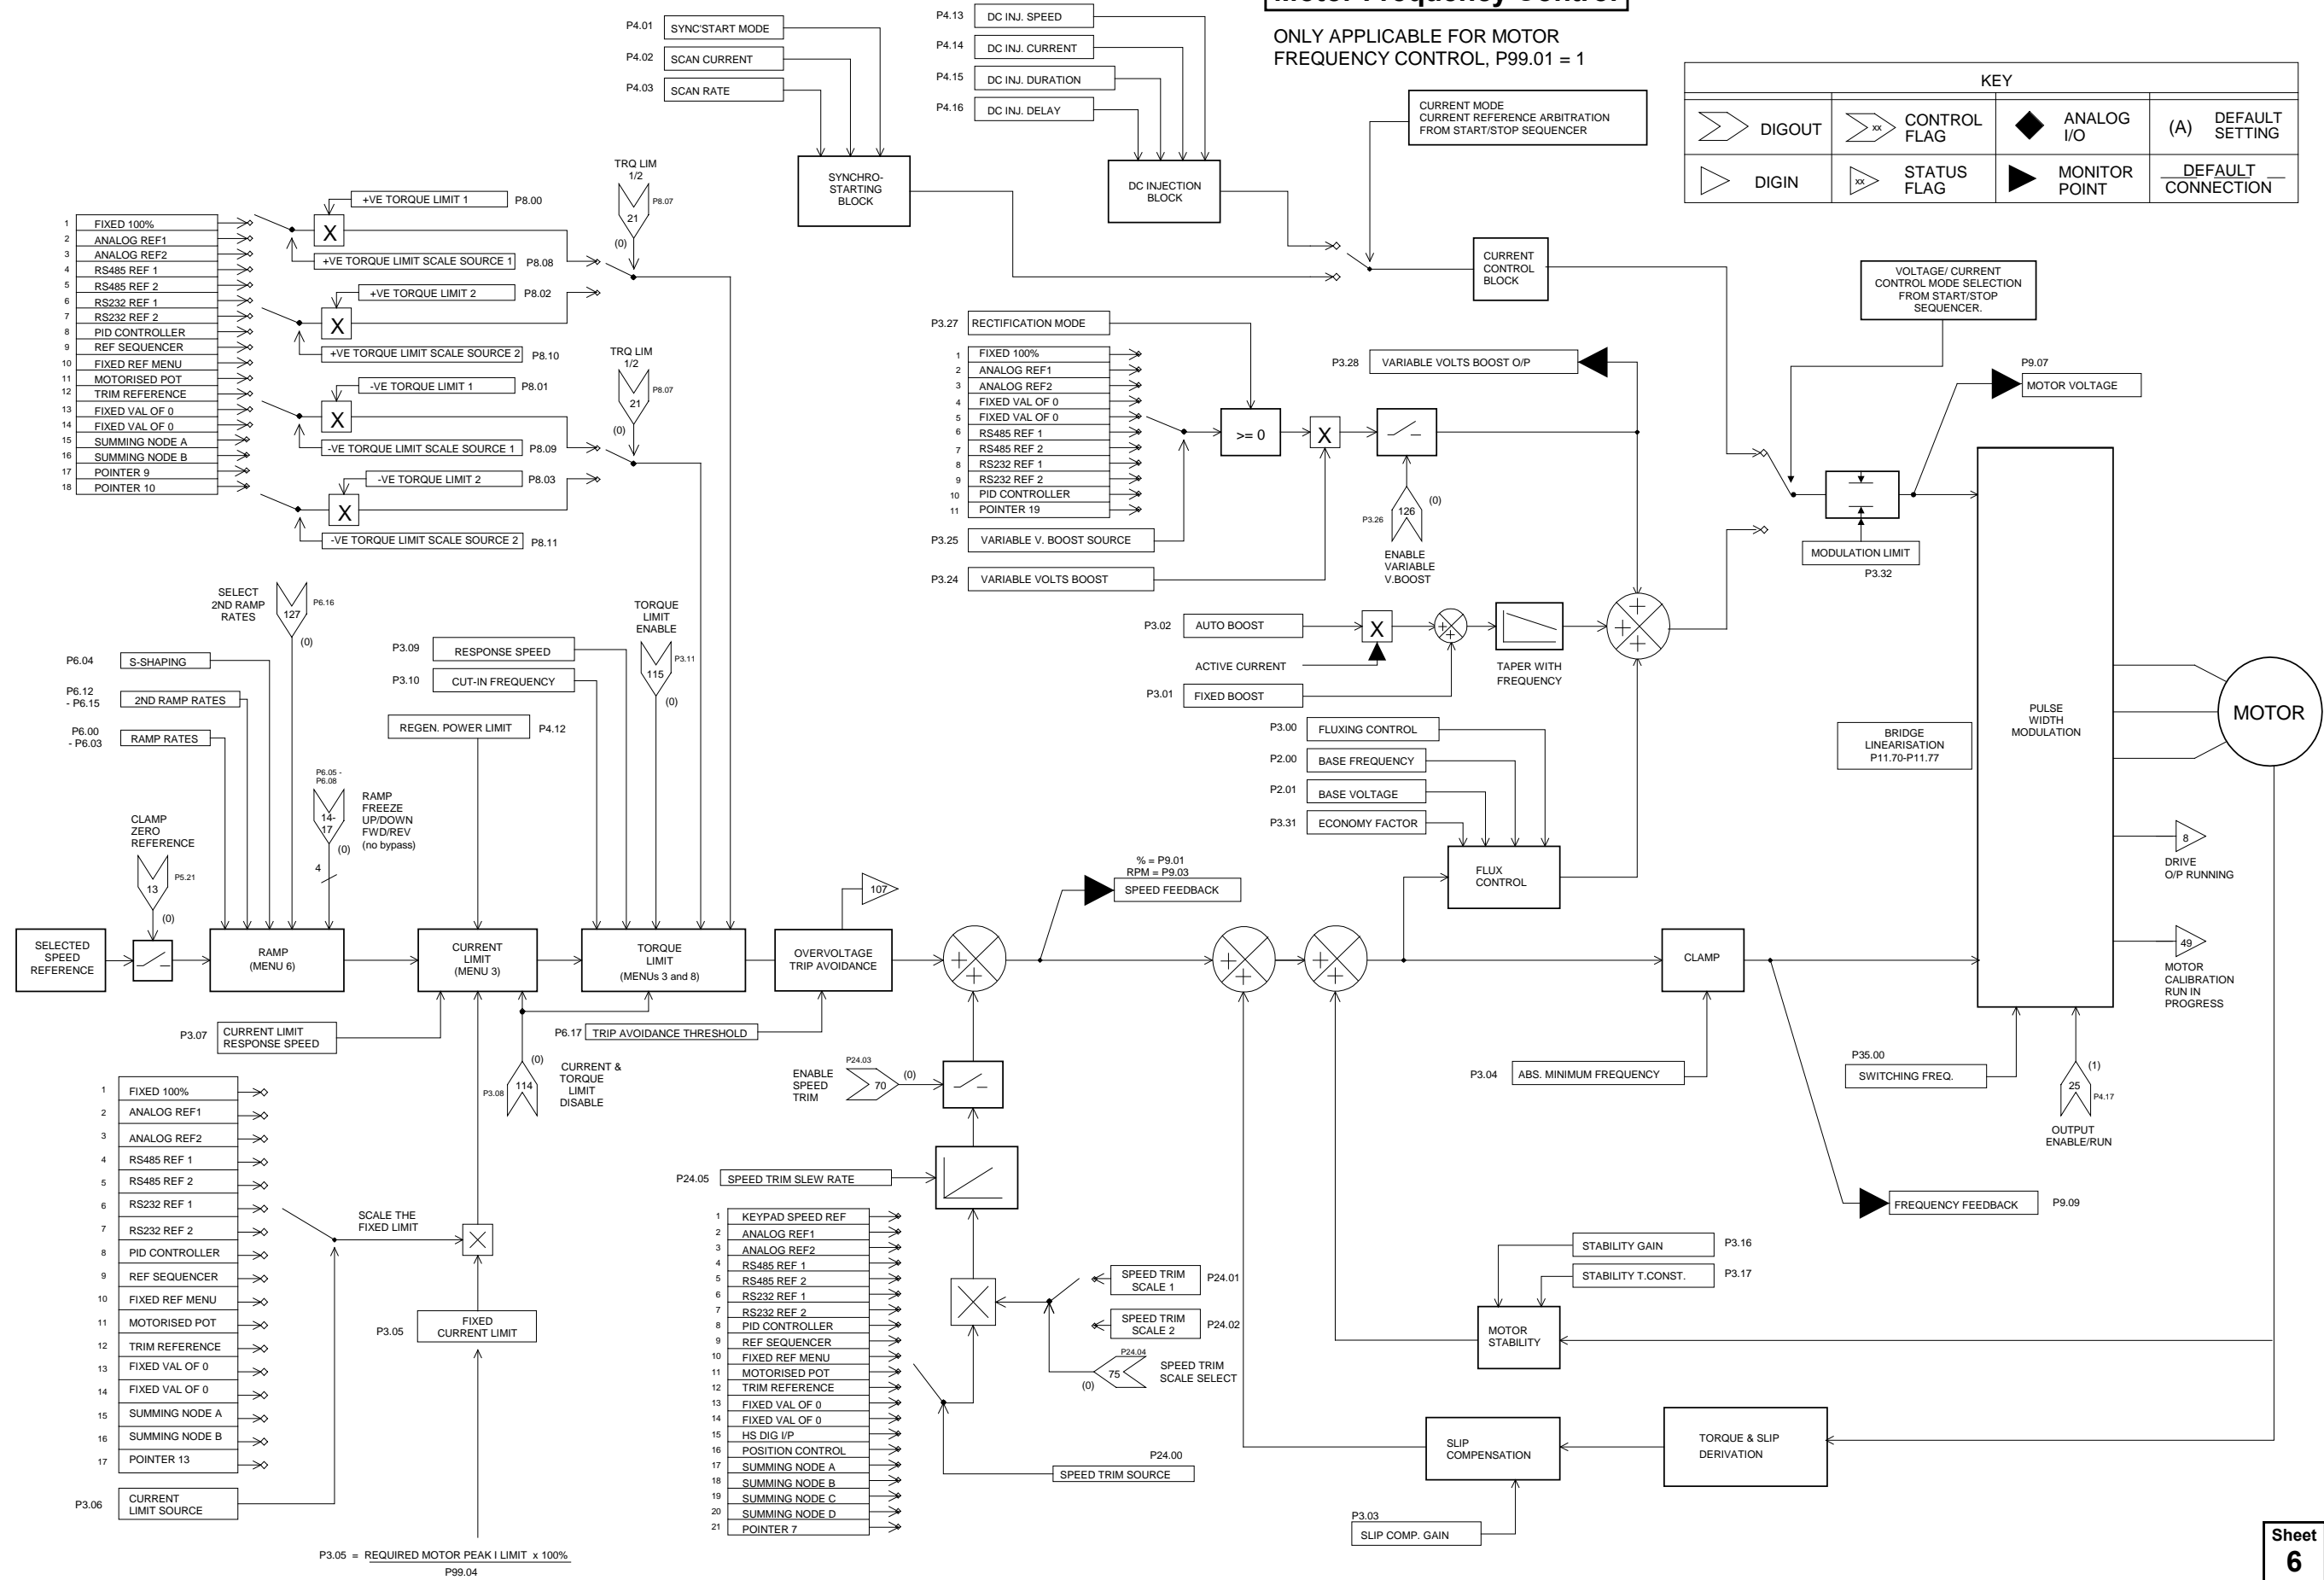 Motor Frequency Control
ONLY APPLICABLE FOR MOTOR
FREQUENCY CONTROL, P99.01 = 1
KEY
DIGOUT
xx
CONTROL
FLAG
ANALOG
I/O
(A)
DEFAULT
SETTING
DIGIN
xx
STATUS
FLAG
MONITOR
POINT
DEFAULT
CONNECTION
P4.01 SYNC'START MODE
P4.02 SCAN CURRENT
P4.03 SCAN RATE
P4.13 DC INJ. SPEED
P4.14 DC INJ. CURRENT
P4.15 DC INJ. DURATION
P4.16 DC INJ. DELAY
SYNCHRO-
STARTING
BLOCK
DC INJECTION
BLOCK
CURRENT MODE
CURRENT REFERENCE ARBITRATION
FROM START/STOP SEQUENCER
CURRENT
CONTROL
BLOCK
VOLTAGE/ CURRENT
CONTROL MODE SELECTION
FROM START/STOP
SEQUENCER.
1 FIXED 100%
2 ANALOG REF1
3 ANALOG REF2
4 RS485 REF 1
5 RS485 REF 2
6 RS232 REF 1
7 RS232 REF 2
8 PID CONTROLLER
9 REF SEQUENCER
10 FIXED REF MENU
11 MOTORISED POT
12 TRIM REFERENCE
13 FIXED VAL OF 0
14 FIXED VAL OF 0
15 SUMMING NODE A
16 SUMMING NODE B
17 POINTER 9
18 POINTER 10
+VE TORQUE LIMIT 1 P8.00
X
+VE TORQUE LIMIT SCALE SOURCE 1 P8.08
+VE TORQUE LIMIT 2 P8.02
X
+VE TORQUE LIMIT SCALE SOURCE 2 P8.10
-VE TORQUE LIMIT 1 P8.01
X
-VE TORQUE LIMIT SCALE SOURCE 1 P8.09
-VE TORQUE LIMIT 2 P8.03
X
-VE TORQUE LIMIT SCALE SOURCE 2 P8.11
TRQ LIM
1/2
P8.07
21
(0)
TRQ LIM
1/2
P8.07
21
(0)
P3.27 RECTIFICATION MODE
1 FIXED 100%
2 ANALOG REF1
3 ANALOG REF2
4 FIXED VAL OF 0
5 FIXED VAL OF 0
6 RS485 REF 1
7 RS485 REF 2
8 RS232 REF 1
9 RS232 REF 2
10 PID CONTROLLER
11 POINTER 19
P3.25 VARIABLE V. BOOST SOURCE
P3.24 VARIABLE VOLTS BOOST
>= 0
X
P3.28 VARIABLE VOLTS BOOST O/P
P3.26
126
(0)
ENABLE
VARIABLE
V.BOOST
P9.07
MOTOR VOLTAGE
MODULATION LIMIT
P3.32
P3.02 AUTO BOOST
X
ACTIVE CURRENT
P3.01 FIXED BOOST
++
TAPER WITH
FREQUENCY
+
+
+
P3.00 FLUXING CONTROL
P2.00 BASE FREQUENCY
P2.01 BASE VOLTAGE
P3.31 ECONOMY FACTOR
FLUX
CONTROL
BRIDGE
LINEARISATION
P11.70-P11.77
PULSE
WIDTH
MODULATION
MOTOR
8
DRIVE
O/P RUNNING
49
MOTOR
CALIBRATION
RUN IN
PROGRESS
SELECT
2ND RAMP
RATES
P6.16
127
(0)
P6.04 S-SHAPING
P6.12
- P6.15
2ND RAMP RATES
P6.00
- P6.03
RAMP RATES
P6.05 -
P6.08
14-
17
(0)
4
RAMP
FREEZE
UP/DOWN
FWD/REV
(no bypass)
CLAMP
ZERO
REFERENCE
P5.21
13
(0)
P3.09 RESPONSE SPEED
P3.10 CUT-IN FREQUENCY
REGEN. POWER LIMIT P4.12
TORQUE
LIMIT
ENABLE
P3.11
115
(0)
SELECTED
SPEED
REFERENCE
RAMP
(MENU 6)
CURRENT
LIMIT
(MENU 3)
TORQUE
LIMIT
(MENUs 3 and 8)
OVERVOLTAGE
TRIP AVOIDANCE
107
++
% = P9.01
RPM = P9.03
SPEED FEEDBACK
++
++
CLAMP
P3.07 CURRENT LIMIT
RESPONSE SPEED
P3.08
114
(0)
CURRENT &
TORQUE
LIMIT
DISABLE
P6.17 TRIP AVOIDANCE THRESHOLD
1 FIXED 100%
2 ANALOG REF1
3 ANALOG REF2
4 RS485 REF 1
5 RS485 REF 2
6 RS232 REF 1
7 RS232 REF 2
8 PID CONTROLLER
9 REF SEQUENCER
10 FIXED REF MENU
11 MOTORISED POT
12 TRIM REFERENCE
13 FIXED VAL OF 0
14 FIXED VAL OF 0
15 SUMMING NODE A
16 SUMMING NODE B
17 POINTER 13
P3.06 CURRENT
LIMIT SOURCE
SCALE THE
FIXED LIMIT
P3.05 FIXED
CURRENT LIMIT
P3.05 = REQUIRED MOTOR PEAK I LIMIT x 100%
P99.04
ENABLE
SPEED
TRIM
P24.03
70
(0)
P24.05 SPEED TRIM SLEW RATE
1 KEYPAD SPEED REF
2 ANALOG REF1
3 ANALOG REF2
4 RS485 REF 1
5 RS485 REF 2
6 RS232 REF 1
7 RS232 REF 2
8 PID CONTROLLER
9 REF SEQUENCER
10 FIXED REF MENU
11 MOTORISED POT
12 TRIM REFERENCE
13 FIXED VAL OF 0
14 FIXED VAL OF 0
15 HS DIG I/P
16 POSITION CONTROL
17 SUMMING NODE A
18 SUMMING NODE B
19 SUMMING NODE C
20 SUMMING NODE D
21 POINTER 7
SPEED TRIM
SCALE 1
P24.01
SPEED TRIM
SCALE 2
P24.02
P24.04
75
(0)
SPEED TRIM
SCALE SELECT
P24.00
SPEED TRIM SOURCE
P3.04 ABS. MINIMUM FREQUENCY
P35.00
SWITCHING FREQ.
(1)
25
P4.17
OUTPUT
ENABLE/RUN
FREQUENCY FEEDBACK P9.09
STABILITY GAIN P3.16
STABILITY T.CONST. P3.17
MOTOR
STABILITY
SLIP
COMPENSATION
TORQUE & SLIP
DERIVATION
P3.03
SLIP COMP. GAIN
Sheet
6